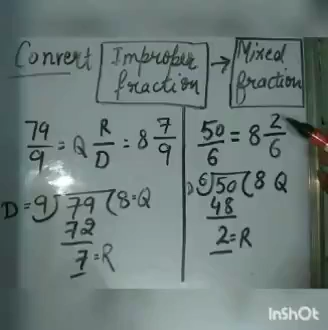 Convert Improper fraction → Mixed fraction
79/9 = Q R/D = 8 7/9
D = 9)79(8 = Q
72
7 = R
50/6 = 8 2/6
D 6)50(8 Q
48
2 = R
InShOt